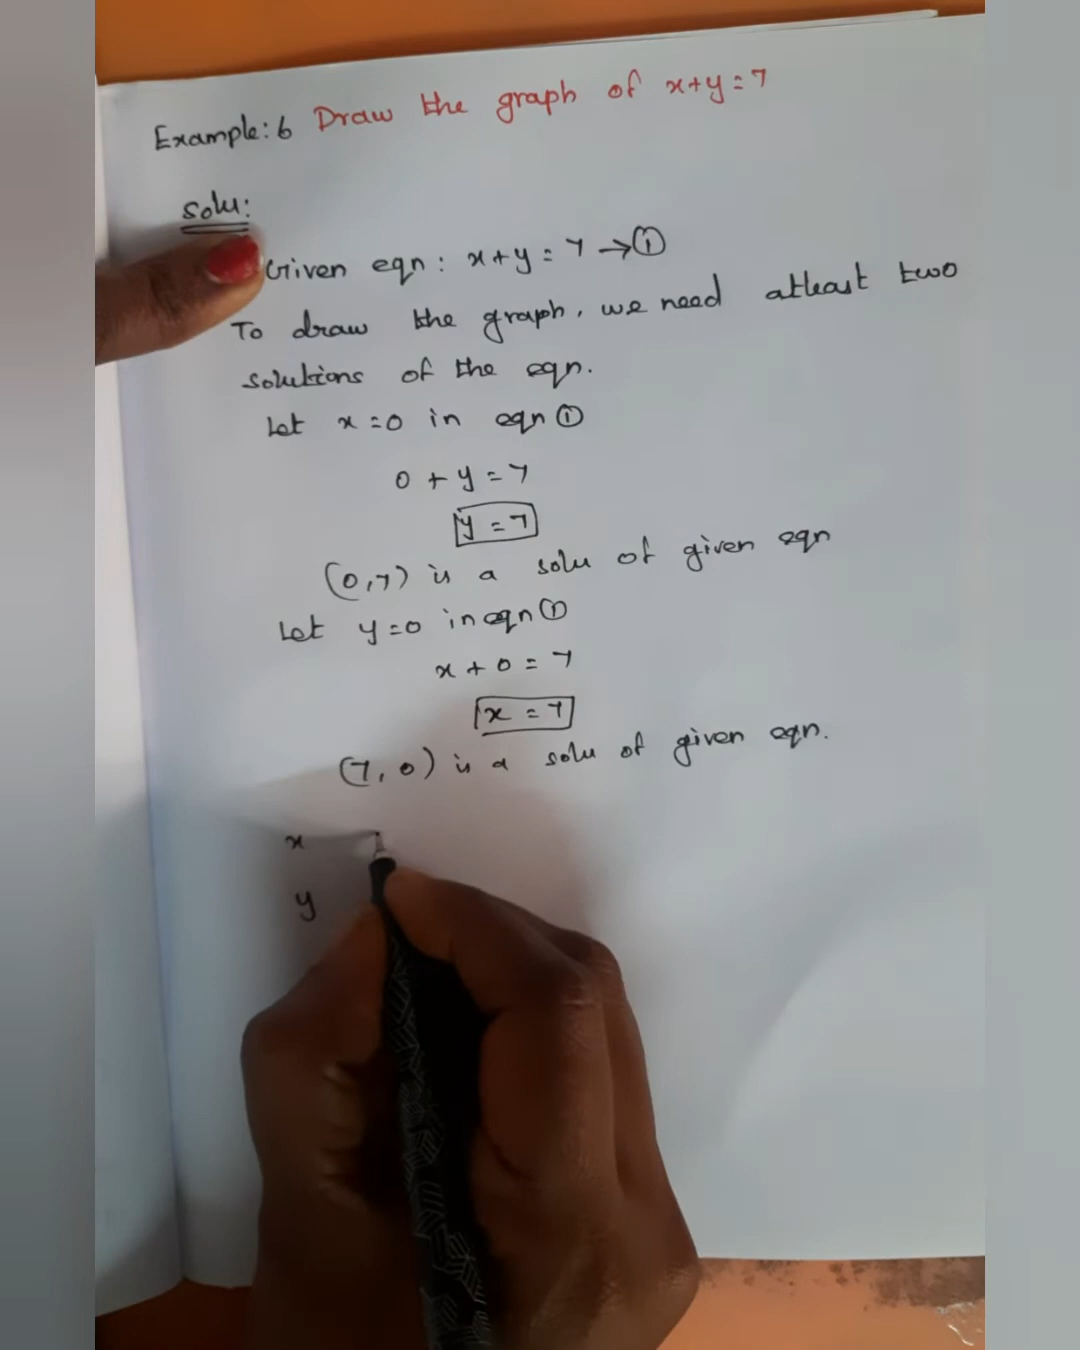 Example: 6 Draw the graph of x+y=7
Solu:
Given eqn: x+y=7 →①
To draw the graph, we need atleast two
solutions of the eqn.
Let x=0 in eqn ①
0+y=7
y=7
(0,7) is a solu of given eqn
Let y=0 in eqn ①
x+0=7
x=7
(7,0) is a solu of given eqn.
x
y